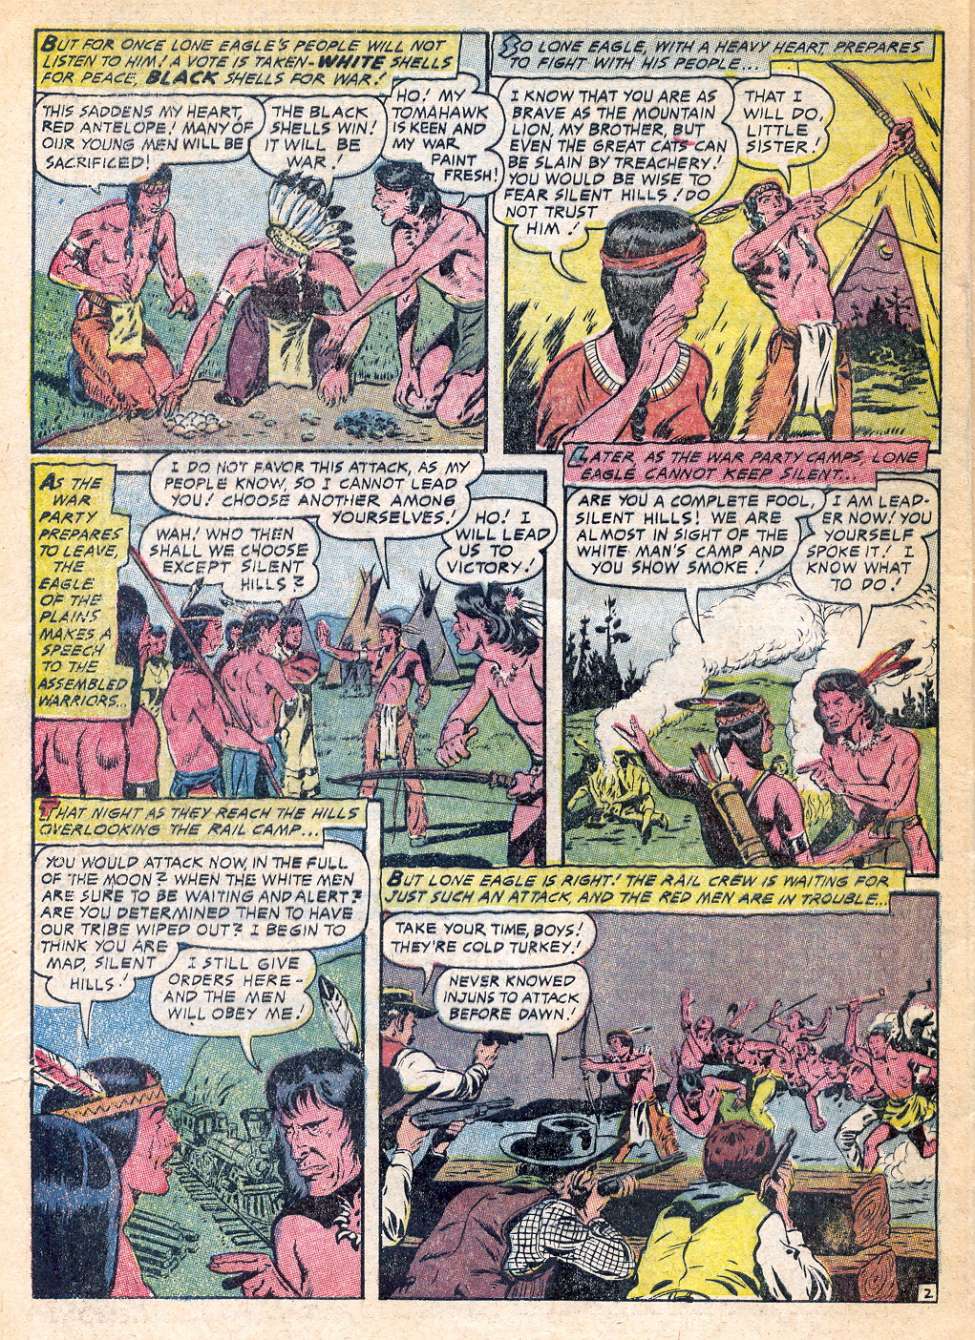 BUT FOR ONCE LONE EAGLE'S PEOPLE WILL NOT
LISTEN TO HIM! A VOTE IS TAKEN-WHITE SHELLS
FOR PEACE, BLACK SHELLS FOR WAR!
THIS SADDENS MY HEART,
RED ANTELOPE! MANY OF
OUR YOUNG MEN WILL BE
SACRIFICED!
THE BLACK
SHELLS WIN!
IT WILL BE
WAR!
HO! MY
TOMAHAWK
IS KEEN AND
MY WAR
PAINT
FRESH!
SO LONE EAGLE, WITH A HEAVY HEART, PREPARES
TO FIGHT WITH HIS PEOPLE...
I KNOW THAT YOU ARE AS
BRAVE AS THE MOUNTAIN
LION, MY BROTHER, BUT
EVEN THE GREAT CATS CAN
BE SLAIN BY TREACHERY!
YOU WOULD BE WISE TO
FEAR SILENT HILLS! DO
NOT TRUST
HIM!
THAT I
WILL DO,
LITTLE
SISTER!
AS THE
WAR
PARTY
PREPARES
TO LEAVE,
THE
EAGLE
OF THE
PLAINS
MAKES A
SPEECH
TO THE
ASSEMBLED
WARRIORS...
I DO NOT FAVOR THIS ATTACK, AS MY
PEOPLE KNOW, SO I CANNOT LEAD
YOU! CHOOSE ANOTHER AMONG
YOURSELVES!
WAH! WHO THEN
SHALL WE CHOOSE
EXCEPT SILENT
HILLS?
HO! I
WILL LEAD
US TO
VICTORY!
LATER AS THE WAR PARTY CAMPS, LONE
EAGLE CANNOT KEEP SILENT...
ARE YOU A COMPLETE FOOL,
SILENT HILLS! WE ARE
ALMOST IN SIGHT OF THE
WHITE MAN'S CAMP AND
YOU SHOW SMOKE!
I AM LEAD-
ER NOW! YOU
YOURSELF
SPOKE IT! I
KNOW WHAT
TO DO!
THAT NIGHT AS THEY REACH THE HILLS
OVERLOOKING THE RAIL CAMP...
YOU WOULD ATTACK NOW, IN THE FULL
OF THE MOON? WHEN THE WHITE MEN
ARE SURE TO BE WAITING AND ALERT?
ARE YOU DETERMINED THEN TO HAVE
OUR TRIBE WIPED OUT? I BEGIN TO
THINK YOU ARE
MAD, SILENT
HILLS!
I STILL GIVE
ORDERS HERE-
AND THE MEN
WILL OBEY ME!
BUT LONE EAGLE IS RIGHT! THE RAIL CREW IS WAITING FOR
JUST SUCH AN ATTACK, AND THE RED MEN ARE IN TROUBLE...
TAKE YOUR TIME, BOYS!
THEY'RE COLD TURKEY!
NEVER KNOWED
INJUNS TO ATTACK
BEFORE DAWN!
2